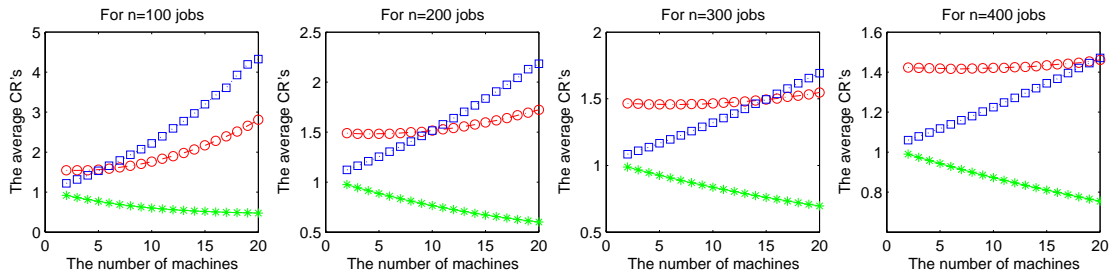 For n=100 jobs
The average CR's
5
4
3
2
1
0
0 5 10 15 20
The number of machines
For n=200 jobs
The average CR's
2.5
2
1.5
1
0.5
0 5 10 15 20
The number of machines
For n=300 jobs
The average CR's
2
1.5
1
0.5
0 5 10 15 20
The number of machines
For n=400 jobs
The average CR's
1.6
1.4
1.2
1
0.8
0 5 10 15 20
The number of machines